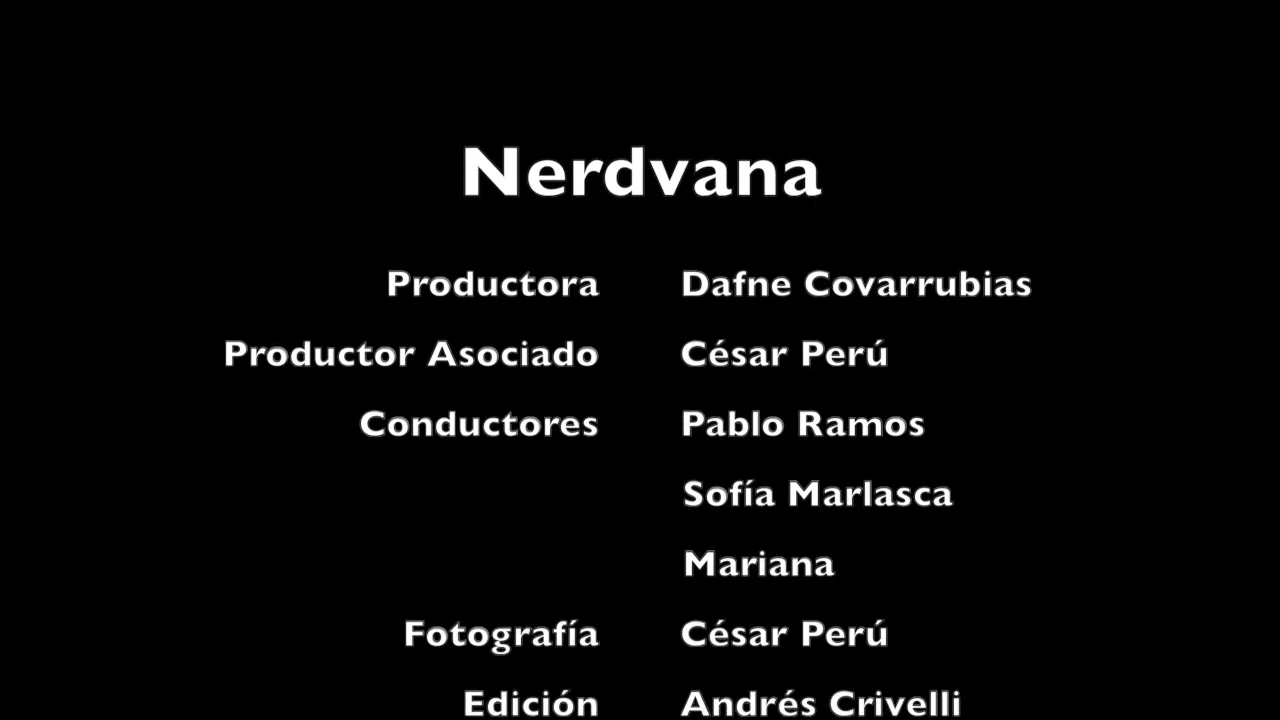 Nerdvana
Productora Dafne Covarrubias
Productor Asociado César Perú
Conductores Pablo Ramos
Sofía Marlasca
Mariana
Fotografía César Perú
Edición Andrés Crivelli